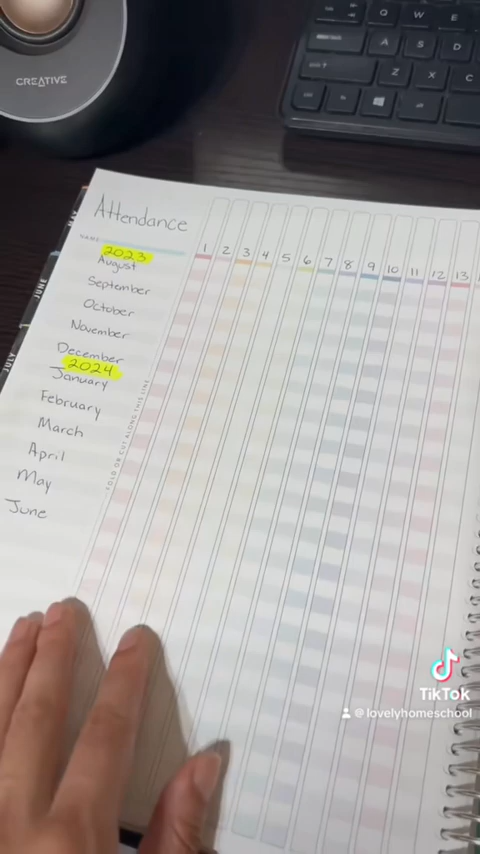 CREATIVE
Q W E
A S D
Z X C
Attendance
NAME
1 2 3 4 5 6 7 8 9 10 11 12 13
2023
August
September
October
November
December
2024
January
February
March
April
May
June
FOLD OR CUT ALONG THIS LINE
JUNE
JULY
TikTok
@lovelyhomeschool